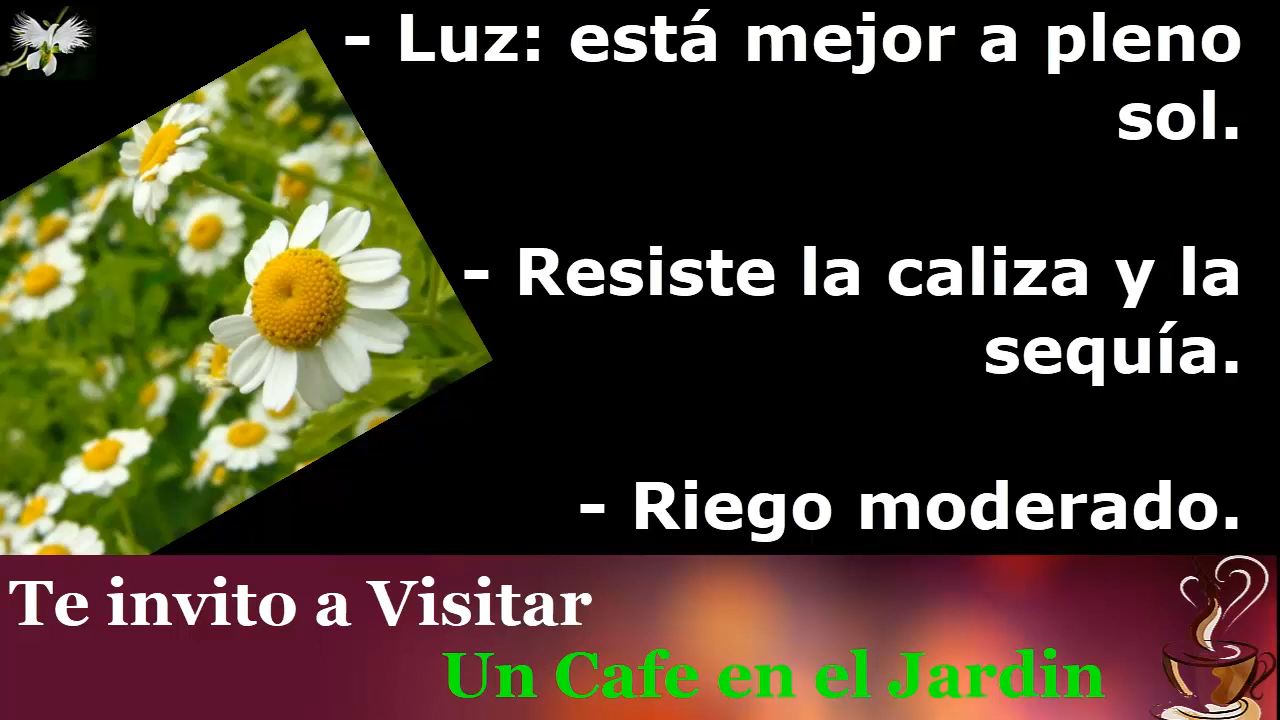 - Luz: está mejor a pleno
sol.
- Resiste la caliza y la
sequía.
- Riego moderado.
Te invito a Visitar
Un Cafe en el Jardin